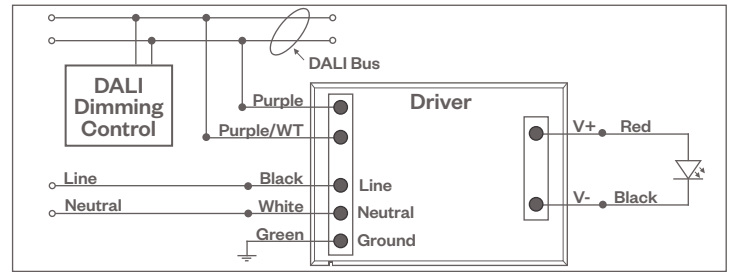 DALI Bus
DALI
Dimming
Control
Purple
Driver
Purple/WT
V+ Red
Line Black Line
V- Black
Neutral White Neutral
Green Ground